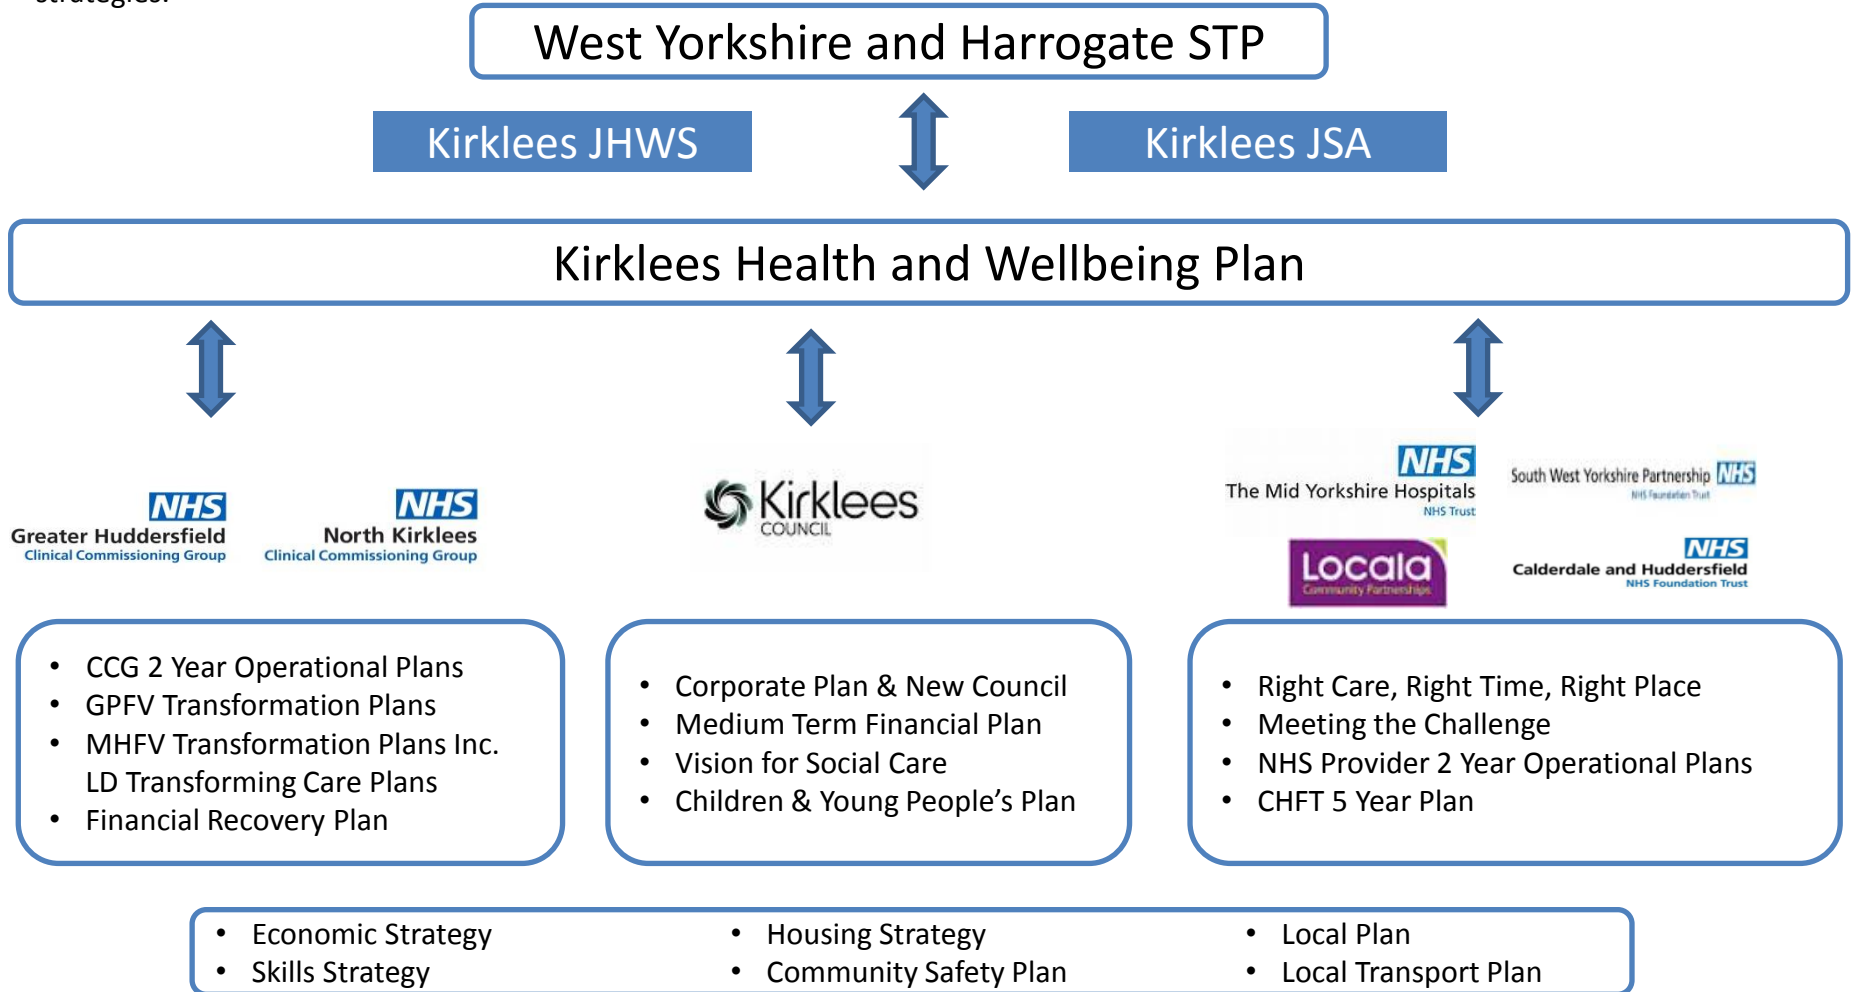 strategies.
West Yorkshire and Harrogate STP
Kirklees JHWS
Kirklees JSA
Kirklees Health and Wellbeing Plan
NHS
Greater Huddersfield
Clinical Commissioning Group
NHS
North Kirklees
Clinical Commissioning Group
Kirklees
COUNCIL
NHS
The Mid Yorkshire Hospitals
NHS Trust
South West Yorkshire Partnership NHS
NHS Foundation Trust
Locala
Community Partnerships
NHS
Calderdale and Huddersfield
NHS Foundation Trust
• CCG 2 Year Operational Plans
• GPFV Transformation Plans
• MHFV Transformation Plans Inc.
LD Transforming Care Plans
• Financial Recovery Plan
• Corporate Plan & New Council
• Medium Term Financial Plan
• Vision for Social Care
• Children & Young People’s Plan
• Right Care, Right Time, Right Place
• Meeting the Challenge
• NHS Provider 2 Year Operational Plans
• CHFT 5 Year Plan
• Economic Strategy
• Skills Strategy
• Housing Strategy
• Community Safety Plan
• Local Plan
• Local Transport Plan